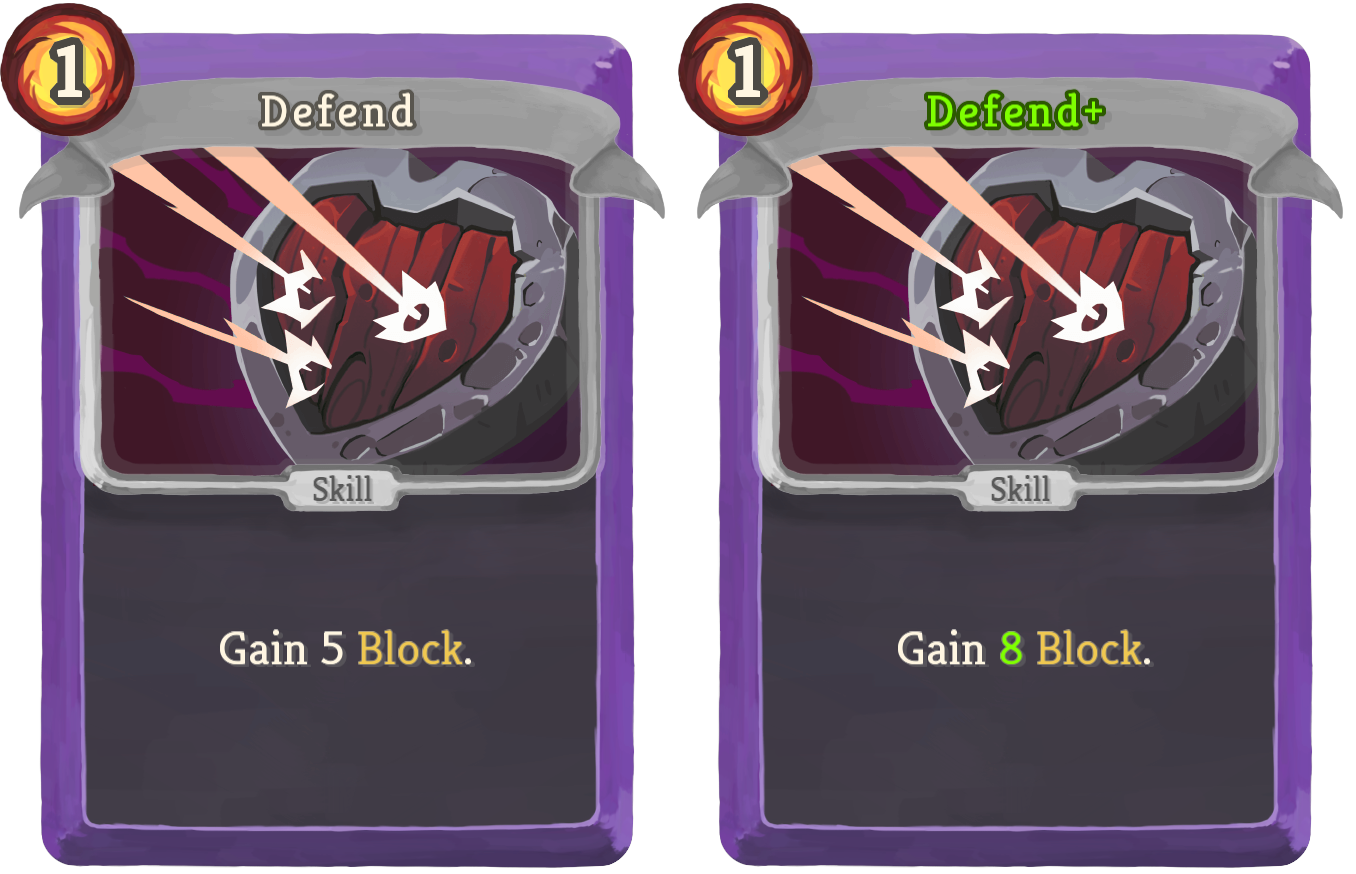 1
Defend
Skill
Gain 5 Block.
1
Defend+
Skill
Gain 8 Block.